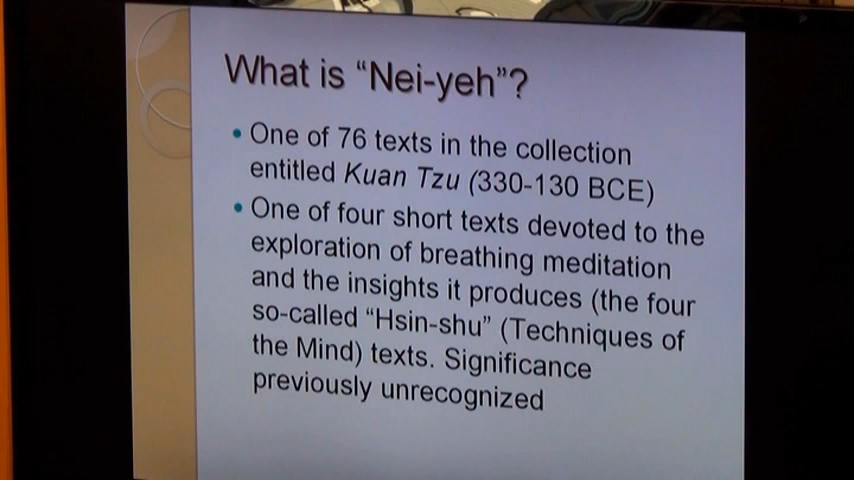 What is “Nei-yeh”?
• One of 76 texts in the collection
entitled Kuan Tzu (330-130 BCE)
• One of four short texts devoted to the
exploration of breathing meditation
and the insights it produces (the four
so-called “Hsin-shu” (Techniques of
the Mind) texts. Significance
previously unrecognized